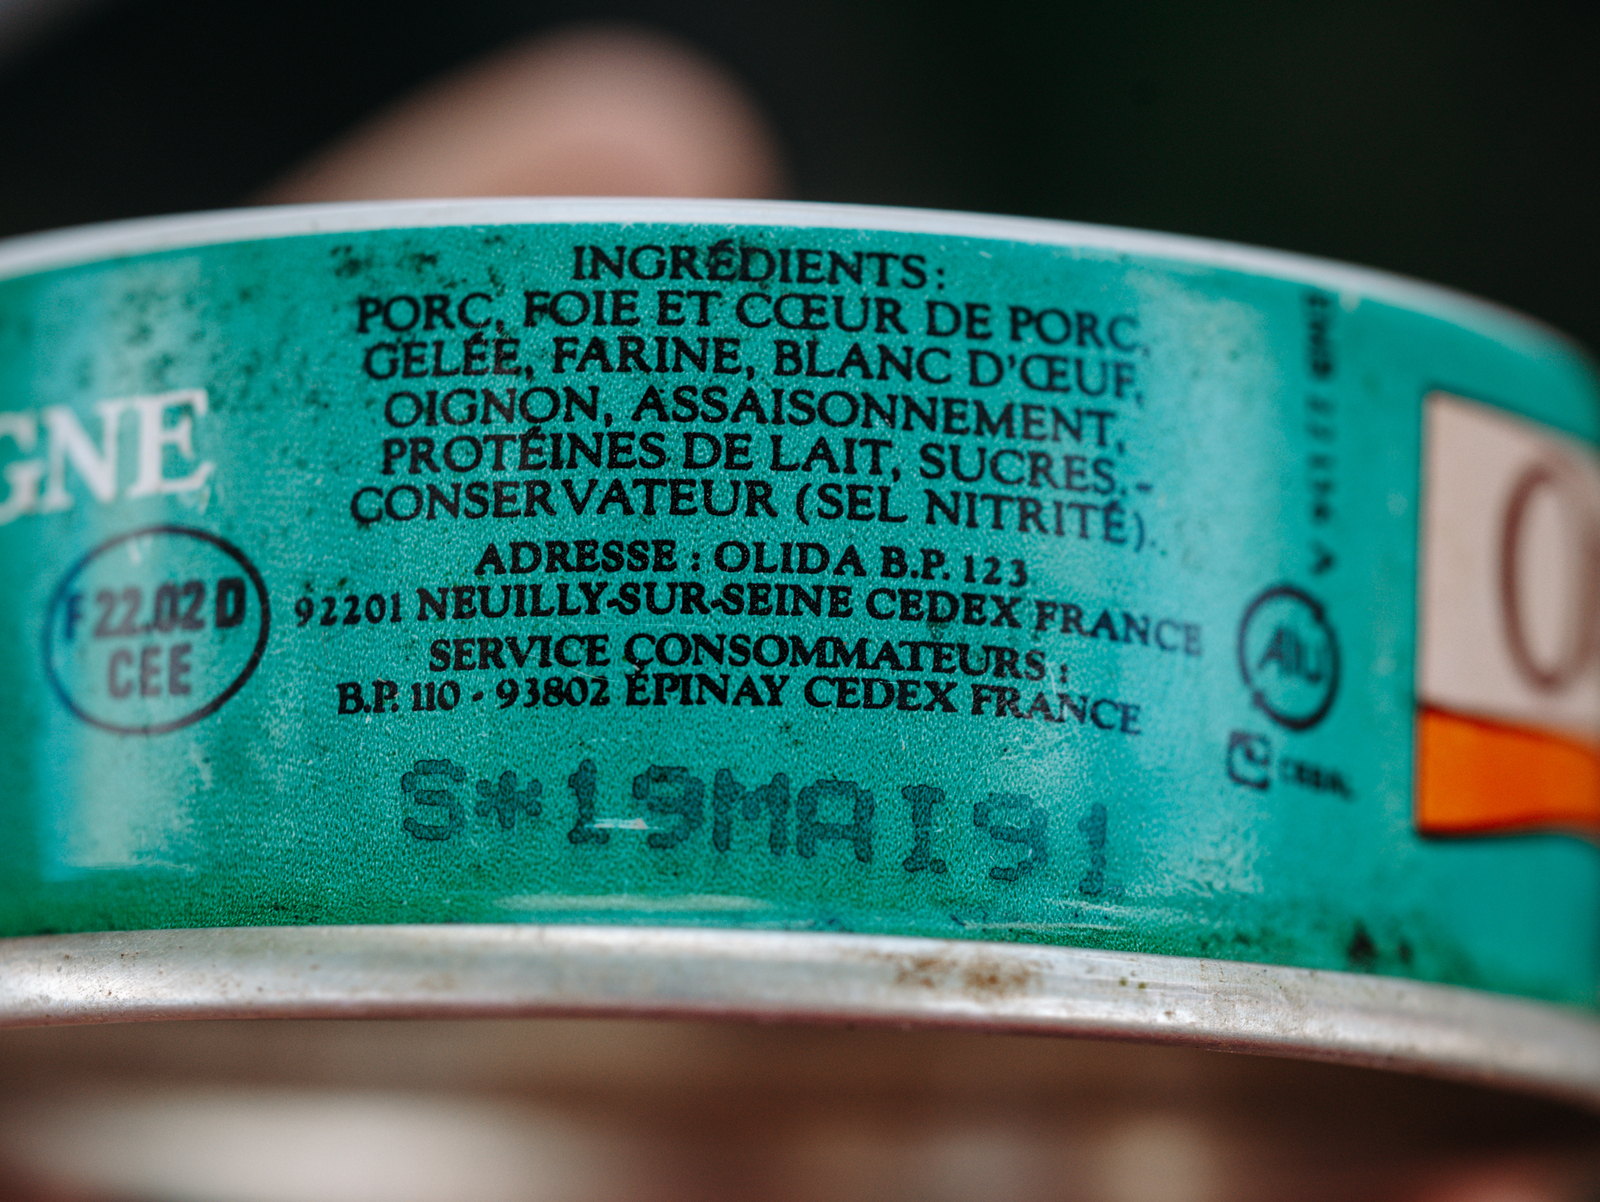 INGRÉDIENTS :
PORC, FOIE ET CŒUR DE PORC,
GELÉE, FARINE, BLANC D'ŒUF,
OIGNON, ASSAISONNEMENT,
PROTÉINES DE LAIT, SUCRES.-
CONSERVATEUR (SEL NITRITÉ).
ADRESSE : OLIDA B.P. 123
92201 NEUILLY-SUR-SEINE CEDEX FRANCE
SERVICE CONSOMMATEURS :
B.P. 110 - 93802 ÉPINAY CEDEX FRANCE
S*19MAI91
GNE
F 22.02 D
CEE
ALU
O